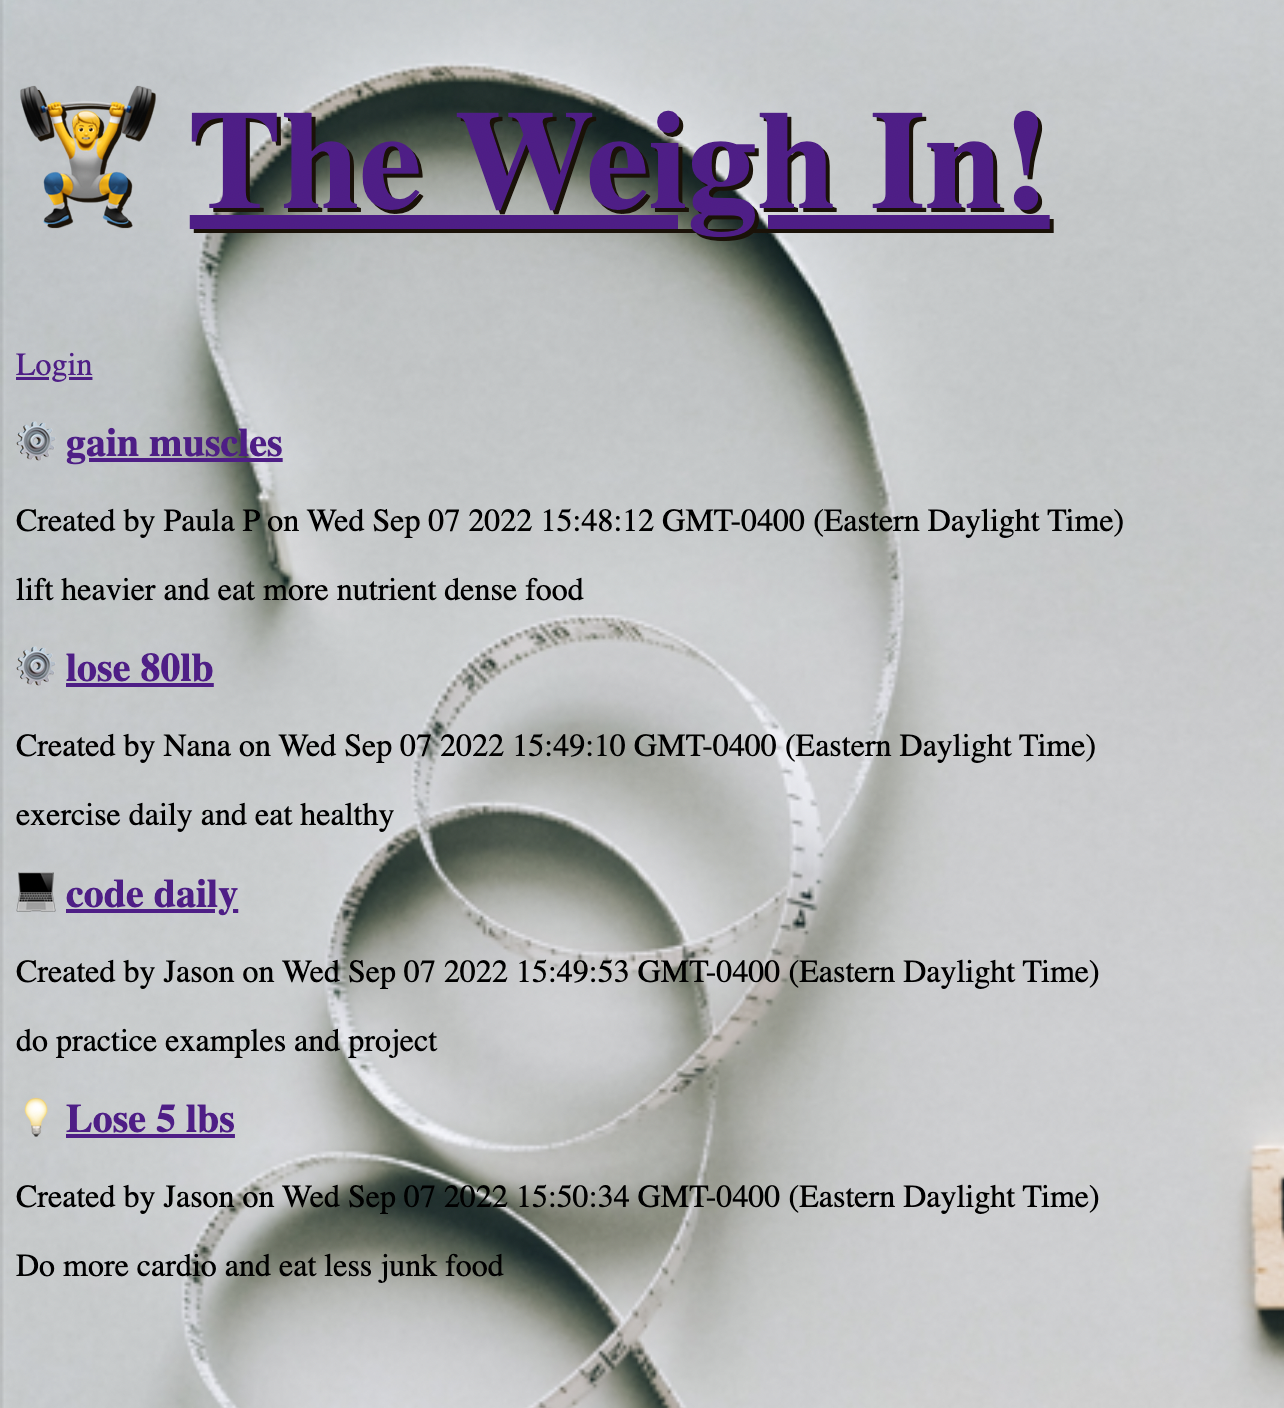 The Weigh In!
Login
gain muscles
Created by Paula P on Wed Sep 07 2022 15:48:12 GMT-0400 (Eastern Daylight Time)
lift heavier and eat more nutrient dense food
lose 80lb
Created by Nana on Wed Sep 07 2022 15:49:10 GMT-0400 (Eastern Daylight Time)
exercise daily and eat healthy
code daily
Created by Jason on Wed Sep 07 2022 15:49:53 GMT-0400 (Eastern Daylight Time)
do practice examples and project
Lose 5 lbs
Created by Jason on Wed Sep 07 2022 15:50:34 GMT-0400 (Eastern Daylight Time)
Do more cardio and eat less junk food